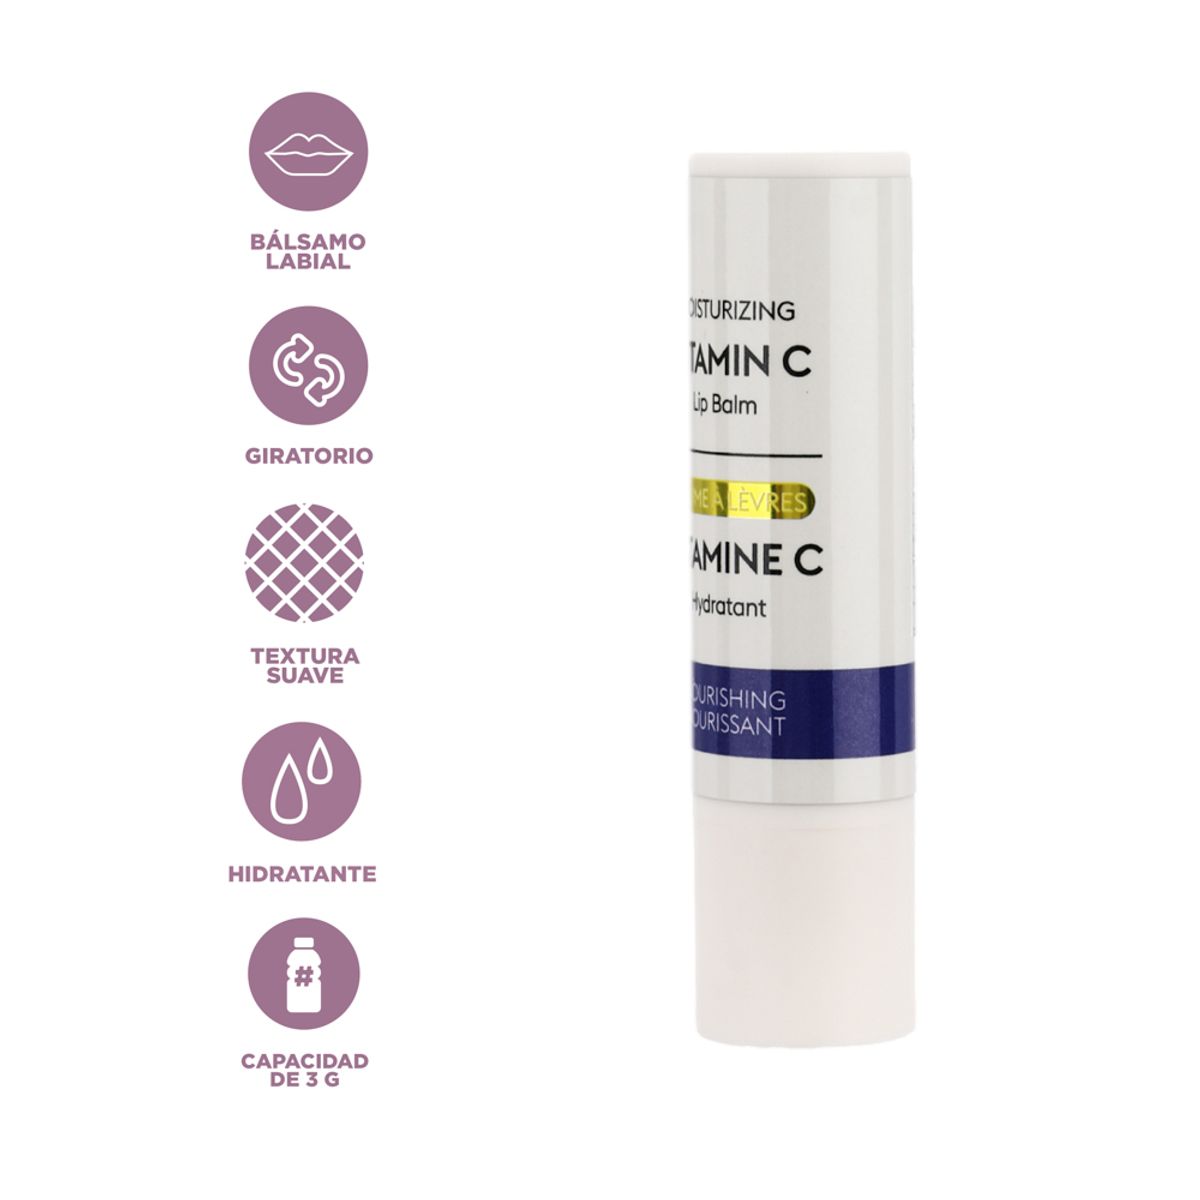 BÁLSAMO
LABIAL
GIRATORIO
TEXTURA
SUAVE
HIDRATANTE
#
CAPACIDAD
DE 3 G
OISTURIZING
TAMIN C
Lip Balm
ME À LÈVRES
TAMINE C
Hydratant
OURISHING
OURISSANT